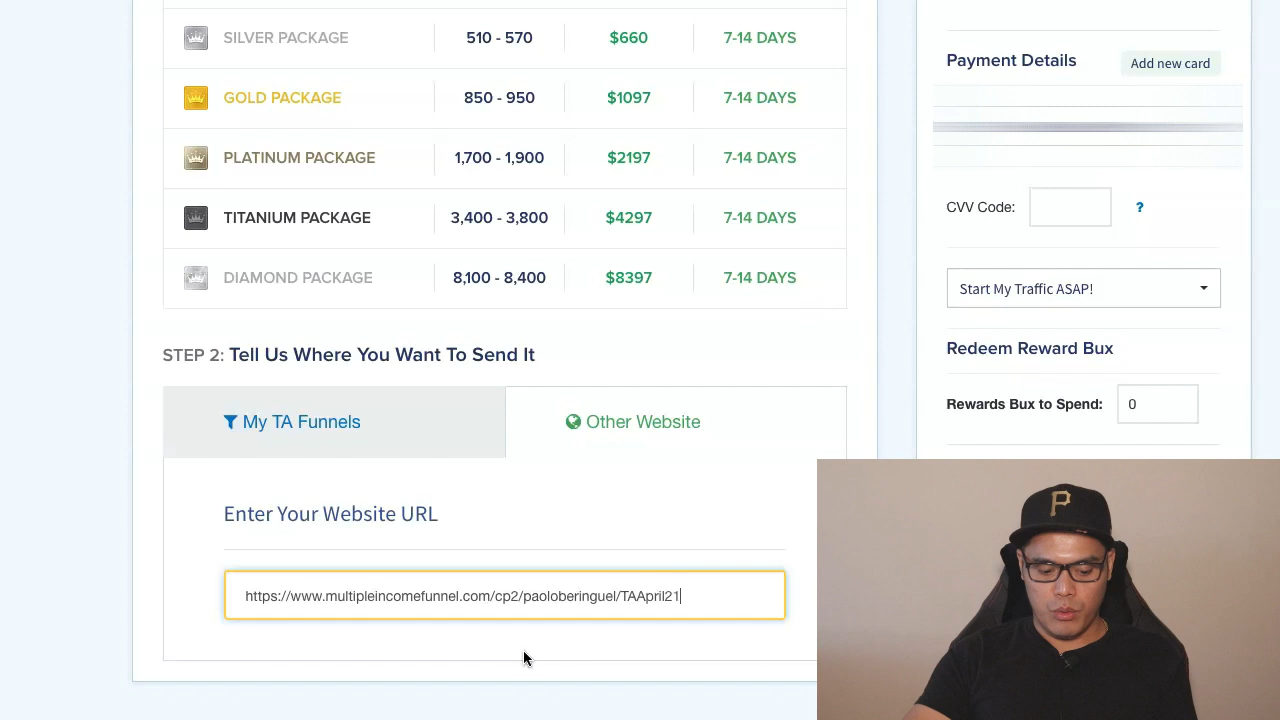 SILVER PACKAGE 510 - 570 $660 7-14 DAYS
GOLD PACKAGE 850 - 950 $1097 7-14 DAYS
PLATINUM PACKAGE 1,700 - 1,900 $2197 7-14 DAYS
TITANIUM PACKAGE 3,400 - 3,800 $4297 7-14 DAYS
DIAMOND PACKAGE 8,100 - 8,400 $8397 7-14 DAYS
STEP 2: Tell Us Where You Want To Send It
My TA Funnels
Other Website
Enter Your Website URL
https://www.multipleincomefunnel.com/cp2/paoloberinguel/TAApril21
Payment Details
Add new card
CVV Code: ?
Start My Traffic ASAP!
Redeem Reward Bux
Rewards Bux to Spend: 0
P